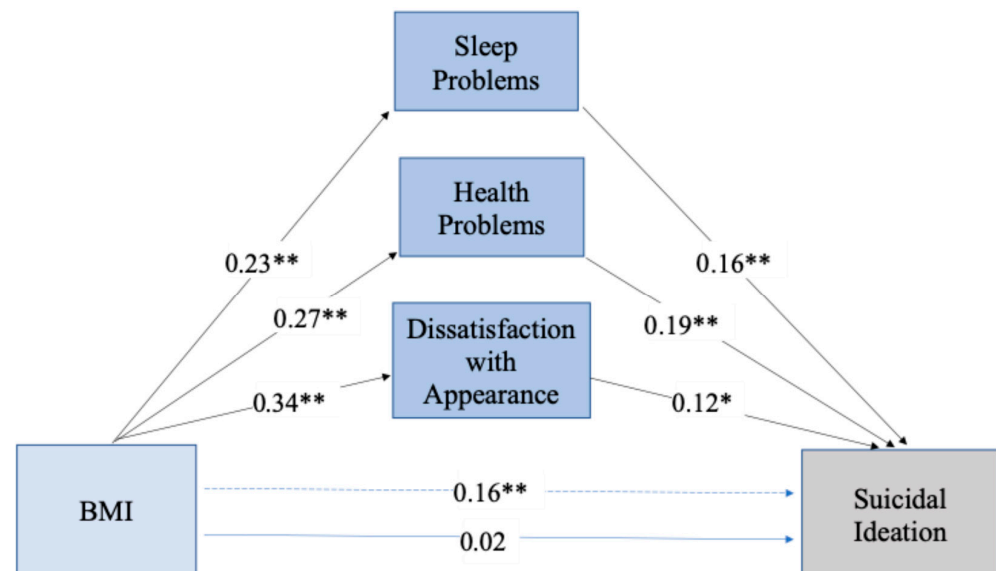 Sleep
Problems
Health
Problems
0.23**
0.16**
0.27**
0.19**
Dissatisfaction
with
Appearance
0.34**
0.12*
BMI
0.16**
0.02
Suicidal
Ideation